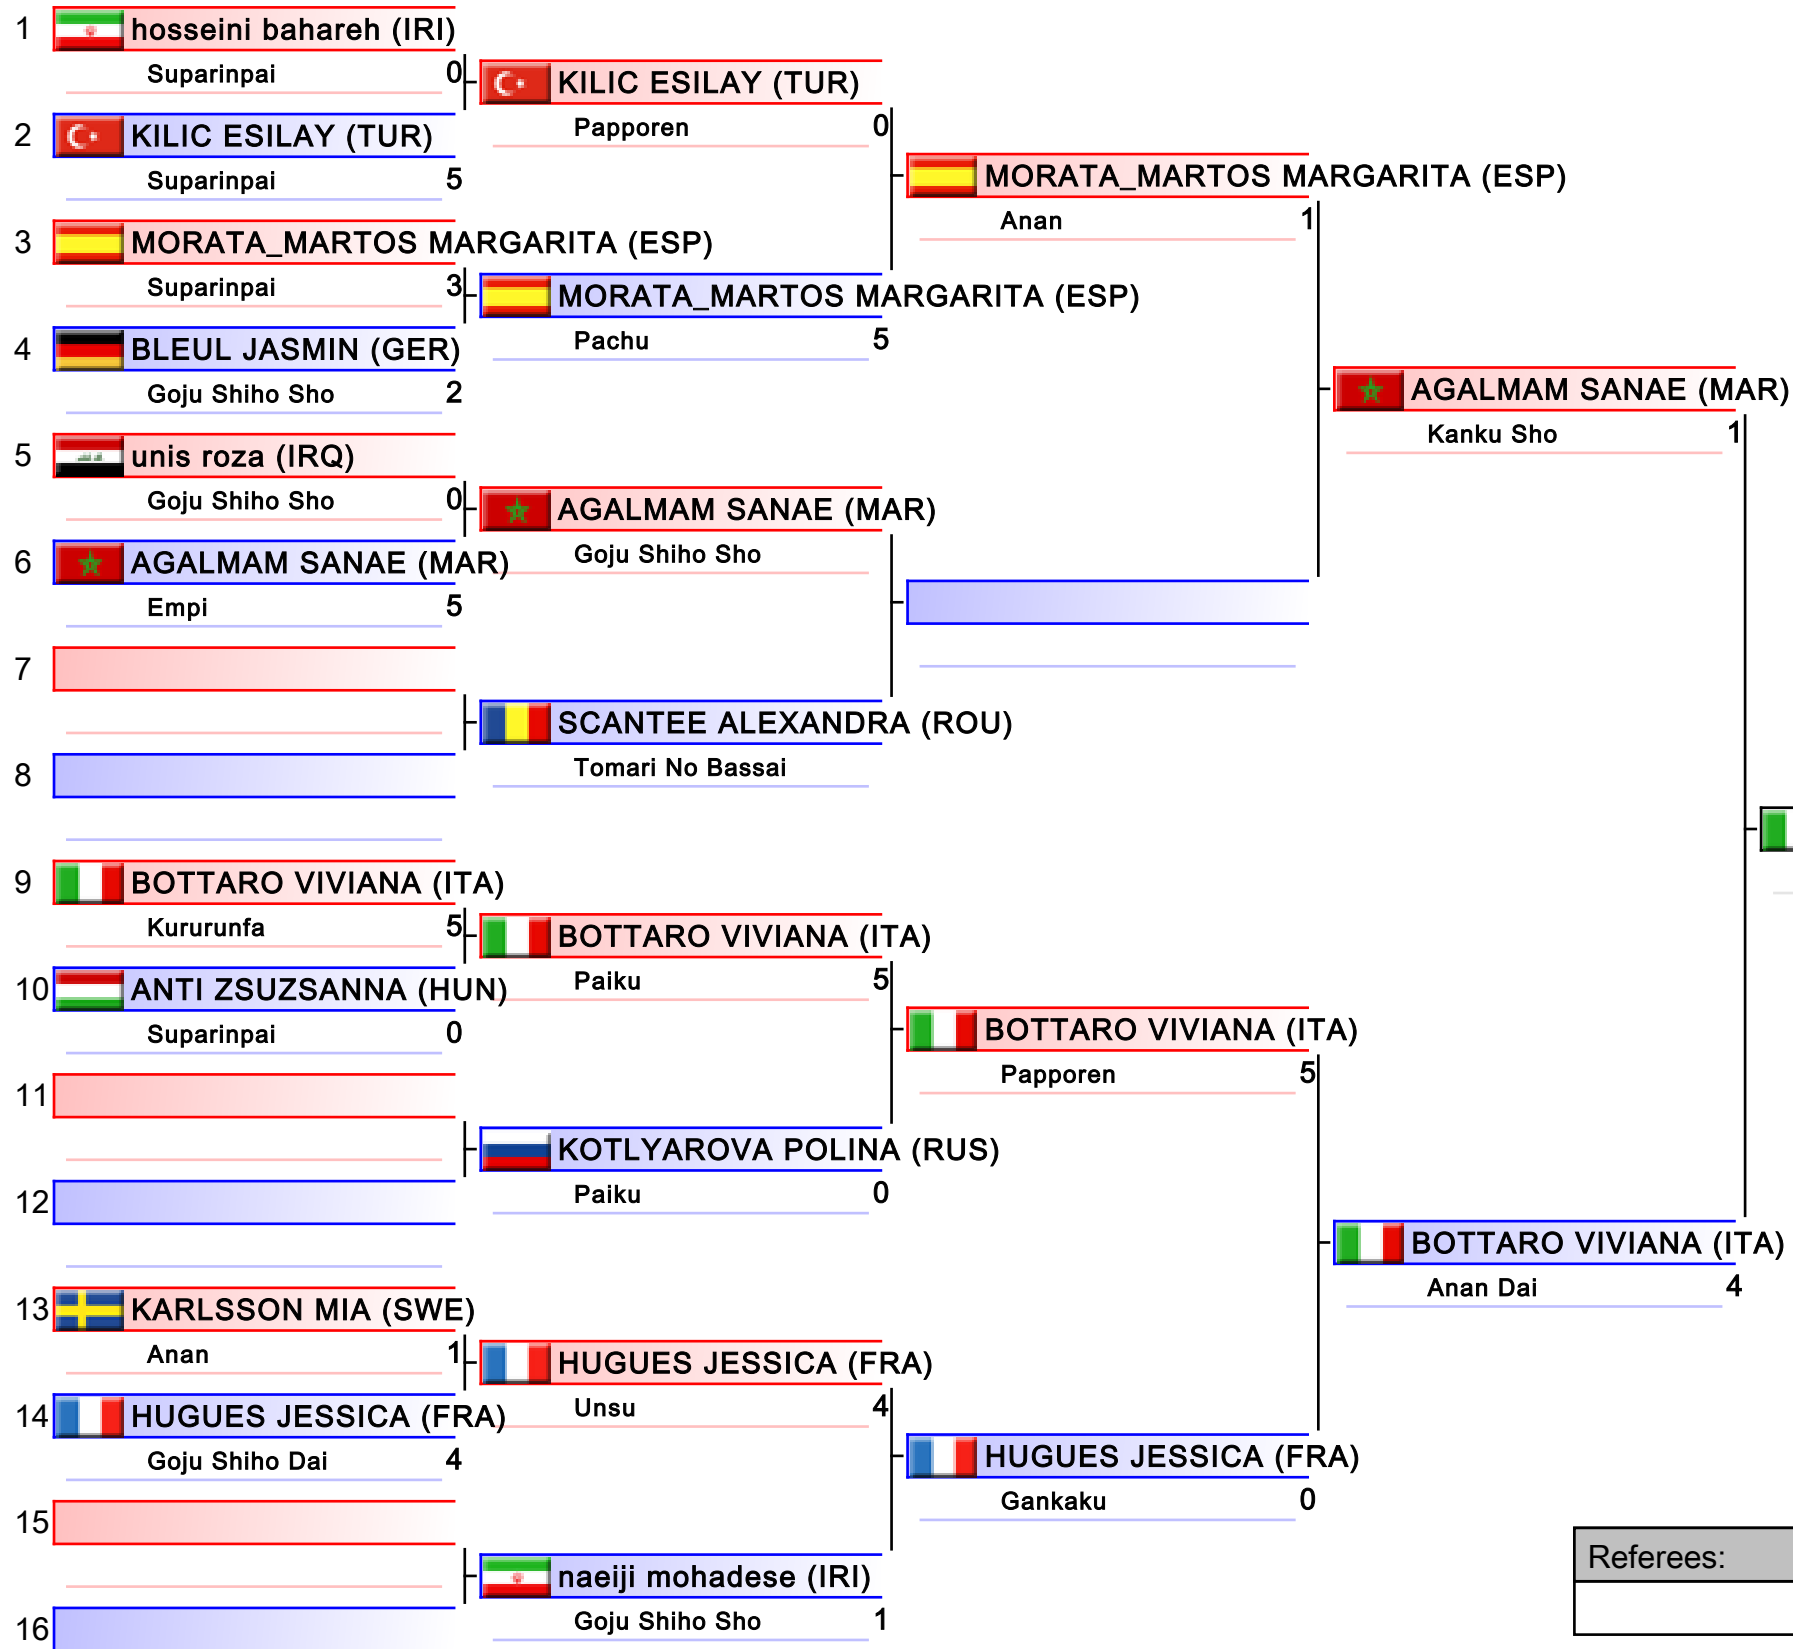 1 hosseini bahareh (IRI)
Suparinpai 0
KILIC ESILAY (TUR)
Papporen 0
2 KILIC ESILAY (TUR)
Suparinpai 5
MORATA_MARTOS MARGARITA (ESP)
Anan 1
3 MORATA_MARTOS MARGARITA (ESP)
Suparinpai 3
MORATA_MARTOS MARGARITA (ESP)
Pachu 5
4 BLEUL JASMIN (GER)
Goju Shiho Sho 2
AGALMAM SANAE (MAR)
Kanku Sho 1
5 unis roza (IRQ)
Goju Shiho Sho 0
AGALMAM SANAE (MAR)
Goju Shiho Sho
6 AGALMAM SANAE (MAR)
Empi 5
7
SCANTEE ALEXANDRA (ROU)
Tomari No Bassai
8
9 BOTTARO VIVIANA (ITA)
Kururunfa 5
BOTTARO VIVIANA (ITA)
Paiku 5
10 ANTI ZSUZSANNA (HUN)
Suparinpai 0
BOTTARO VIVIANA (ITA)
Papporen 5
11
KOTLYAROVA POLINA (RUS)
Paiku 0
12
BOTTARO VIVIANA (ITA)
Anan Dai 4
13 KARLSSON MIA (SWE)
Anan 1
HUGUES JESSICA (FRA)
Unsu 4
14 HUGUES JESSICA (FRA)
Goju Shiho Dai 4
HUGUES JESSICA (FRA)
Gankaku 0
15
naeiji mohadese (IRI)
Goju Shiho Sho 1
16
Referees: